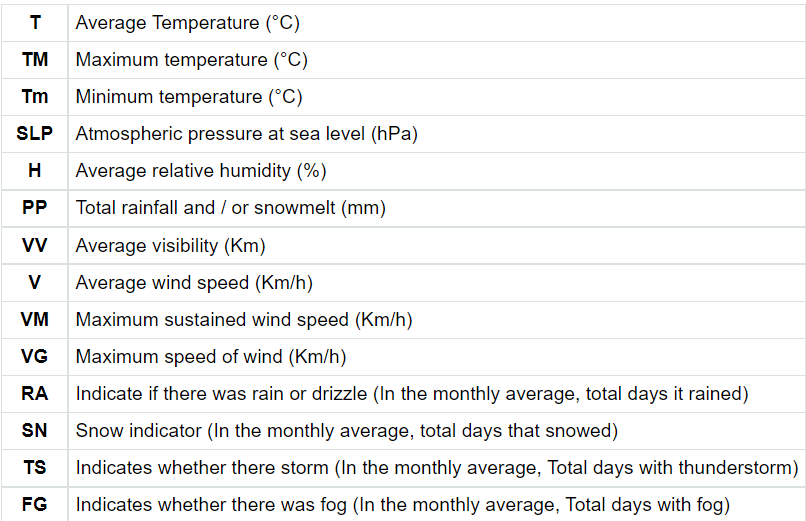 T Average Temperature (°C)
TM Maximum temperature (°C)
Tm Minimum temperature (°C)
SLP Atmospheric pressure at sea level (hPa)
H Average relative humidity (%)
PP Total rainfall and / or snowmelt (mm)
VV Average visibility (Km)
V Average wind speed (Km/h)
VM Maximum sustained wind speed (Km/h)
VG Maximum speed of wind (Km/h)
RA Indicate if there was rain or drizzle (In the monthly average, total days it rained)
SN Snow indicator (In the monthly average, total days that snowed)
TS Indicates whether there storm (In the monthly average, Total days with thunderstorm)
FG Indicates whether there was fog (In the monthly average, Total days with fog)